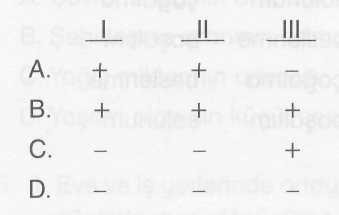 I II III
A. + + –
B. + + +
C. – – +
D. – – –